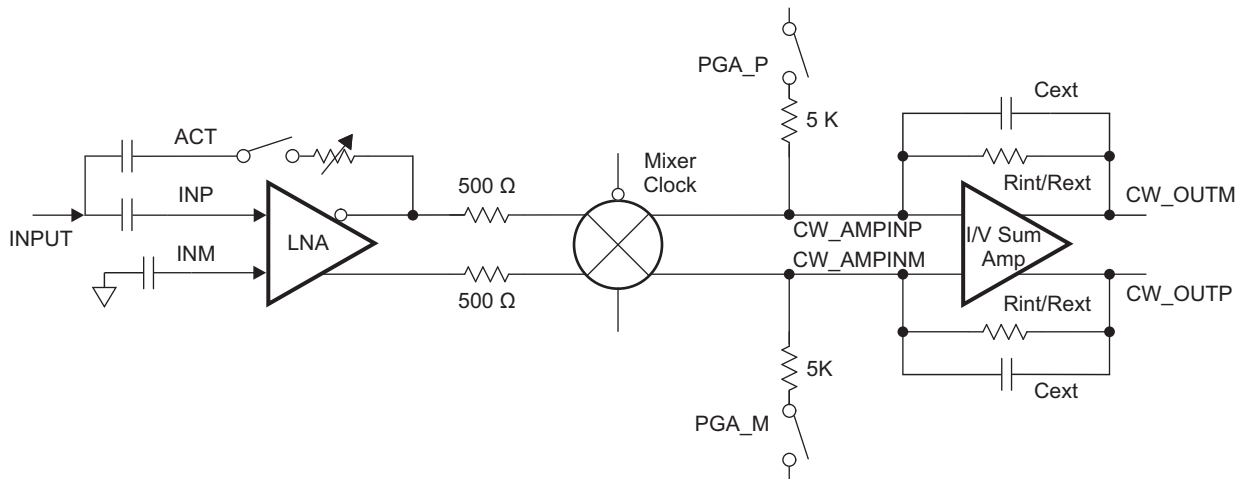 PGA_P
5 K
Cext
Rint/Rext
ACT
INP
INPUT
INM
LNA
500 Ω
500 Ω
Mixer
Clock
CW_AMPINP
CW_AMPINM
I/V Sum
Amp
CW_OUTM
CW_OUTP
Rint/Rext
Cext
5K
PGA_M